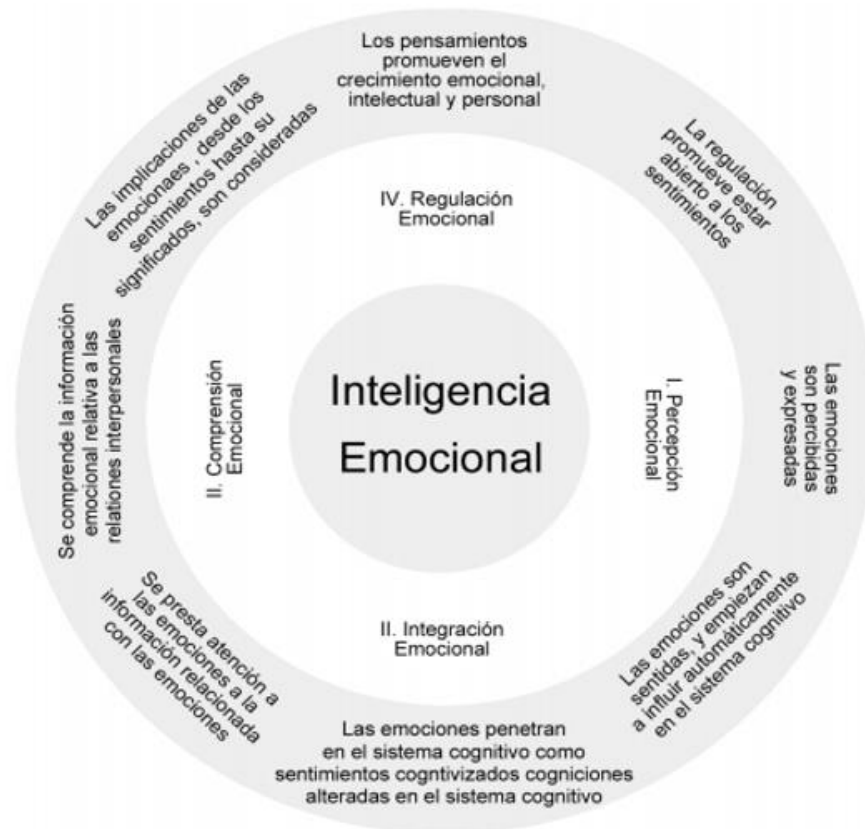 Los pensamientos
promueven el
crecimiento emocional,
intelectual y personal
La regulación
promueve estar
abierto a los
sentimientos
Las emociones
son percibidas
y expresadas
Las emociones son
sentidas, y empiezan
a influir automáticamente
en el sistema cognitivo
Las emociones penetran
en el sistema cognitivo como
sentimientos cogntivizados cogniciones
alteradas en el sistema cognitivo
Se presta atención a
las emociones a la
información relacionada
con las emociones
Se comprende la información
emocional relativa a las
relationes interpersonales
Las implicaciones de las
emocionaes , desde los
sentimientos hasta su
significados, son consideradas
IV. Regulación
Emocional
I. Percepción
Emocional
II. Integración
Emocional
II. Comprensión
Emocional
Inteligencia
Emocional